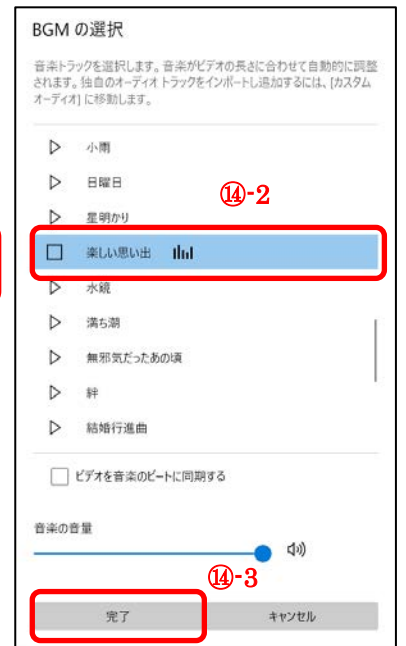 BGM の選択
音楽トラックを選択します。音楽がビデオの長さに合わせて自動的に調整
されます。独自のオーディオ トラックをインポートし追加するには、[カスタム
オーディオ] に移動します。
小雨
日曜日
⑭-2
星明かり
楽しい思い出
水鏡
満ち潮
無邪気だったあの頃
絆
結婚行進曲
ビデオを音楽のビートに同期する
音楽の音量
⑭-3
完了
キャンセル